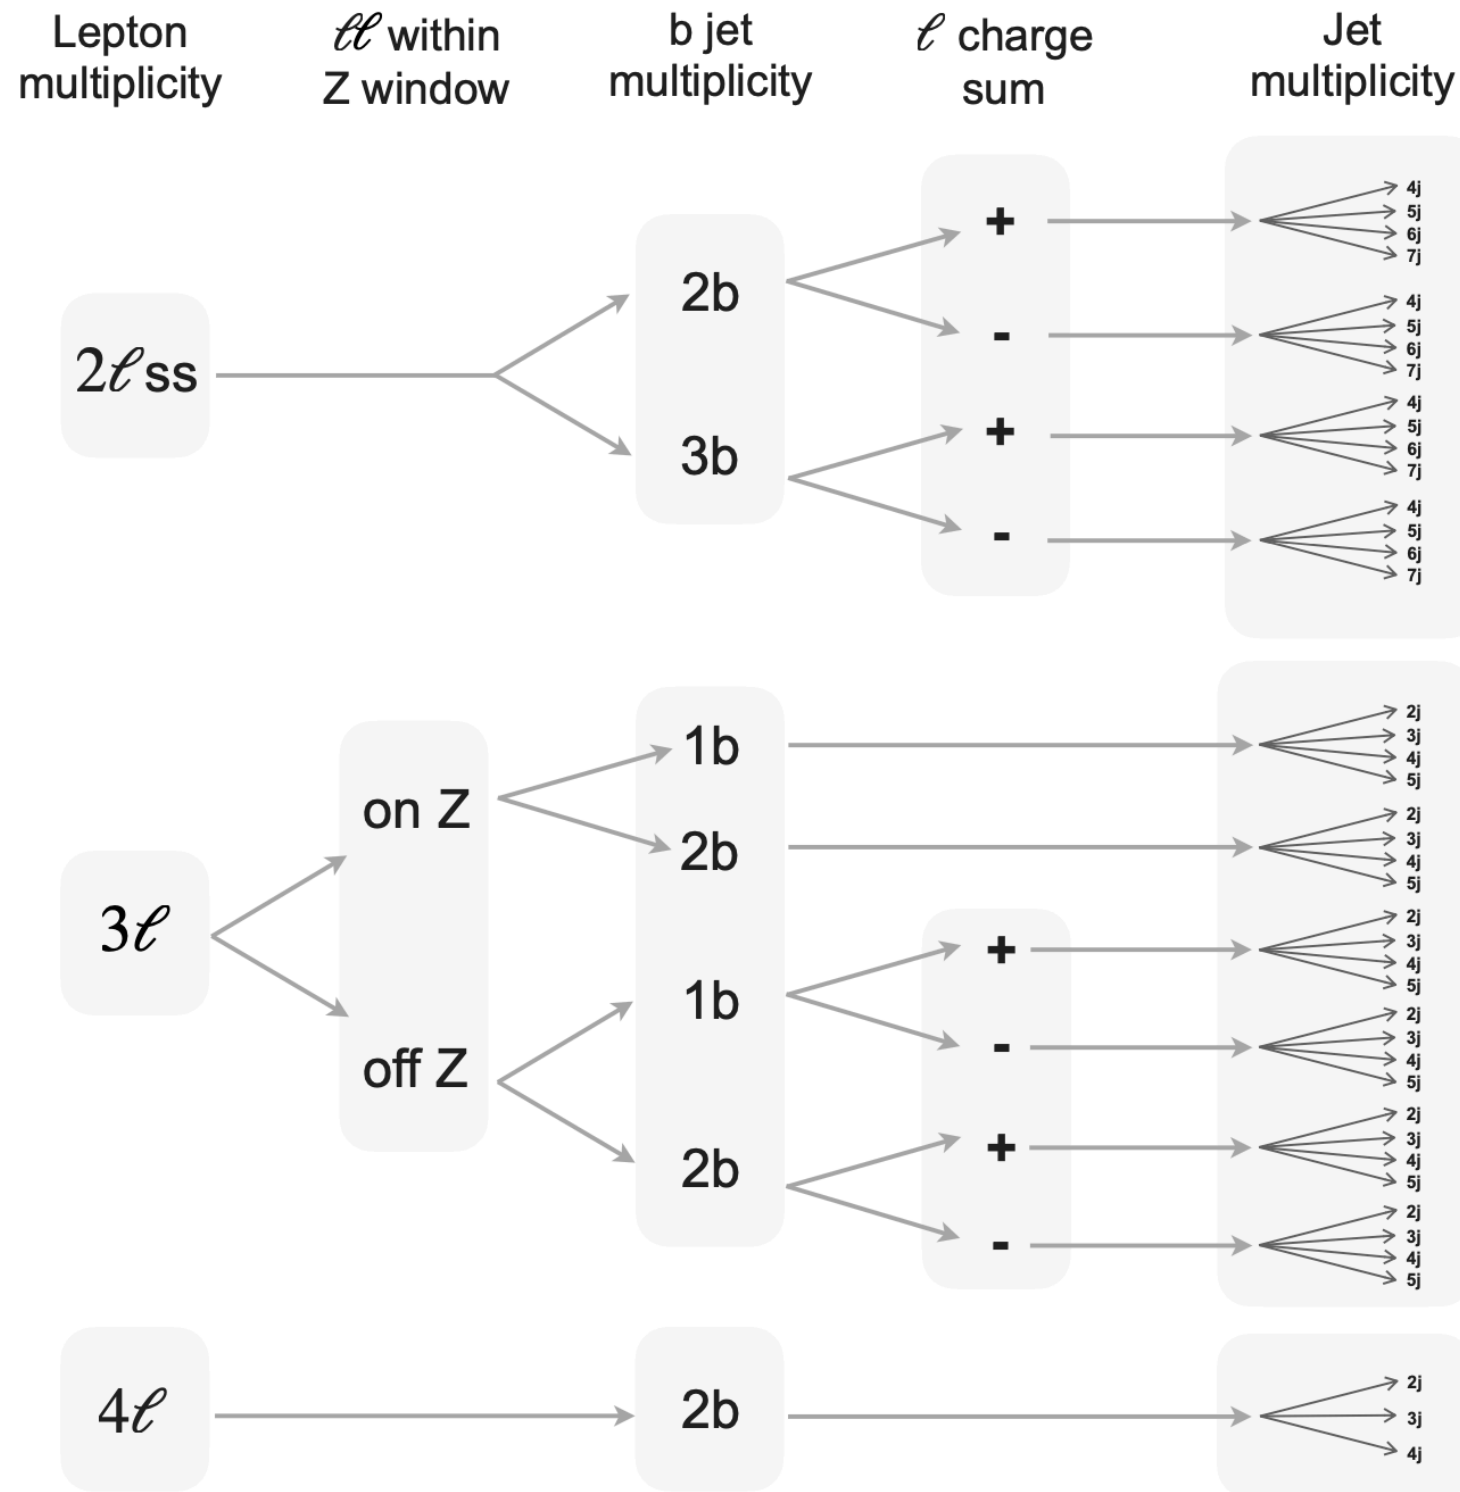 Lepton
multiplicity
ℓℓ within
Z window
b jet
multiplicity
ℓ charge
sum
Jet
multiplicity
2ℓ ss
2b
3b
+
-
+
-
4j
5j
6j
7j
4j
5j
6j
7j
4j
5j
6j
7j
4j
5j
6j
7j
3ℓ
on Z
off Z
1b
2b
1b
2b
+
-
+
-
2j
3j
4j
5j
2j
3j
4j
5j
2j
3j
4j
5j
2j
3j
4j
5j
2j
3j
4j
5j
2j
3j
4j
5j
4ℓ
2b
2j
3j
4j